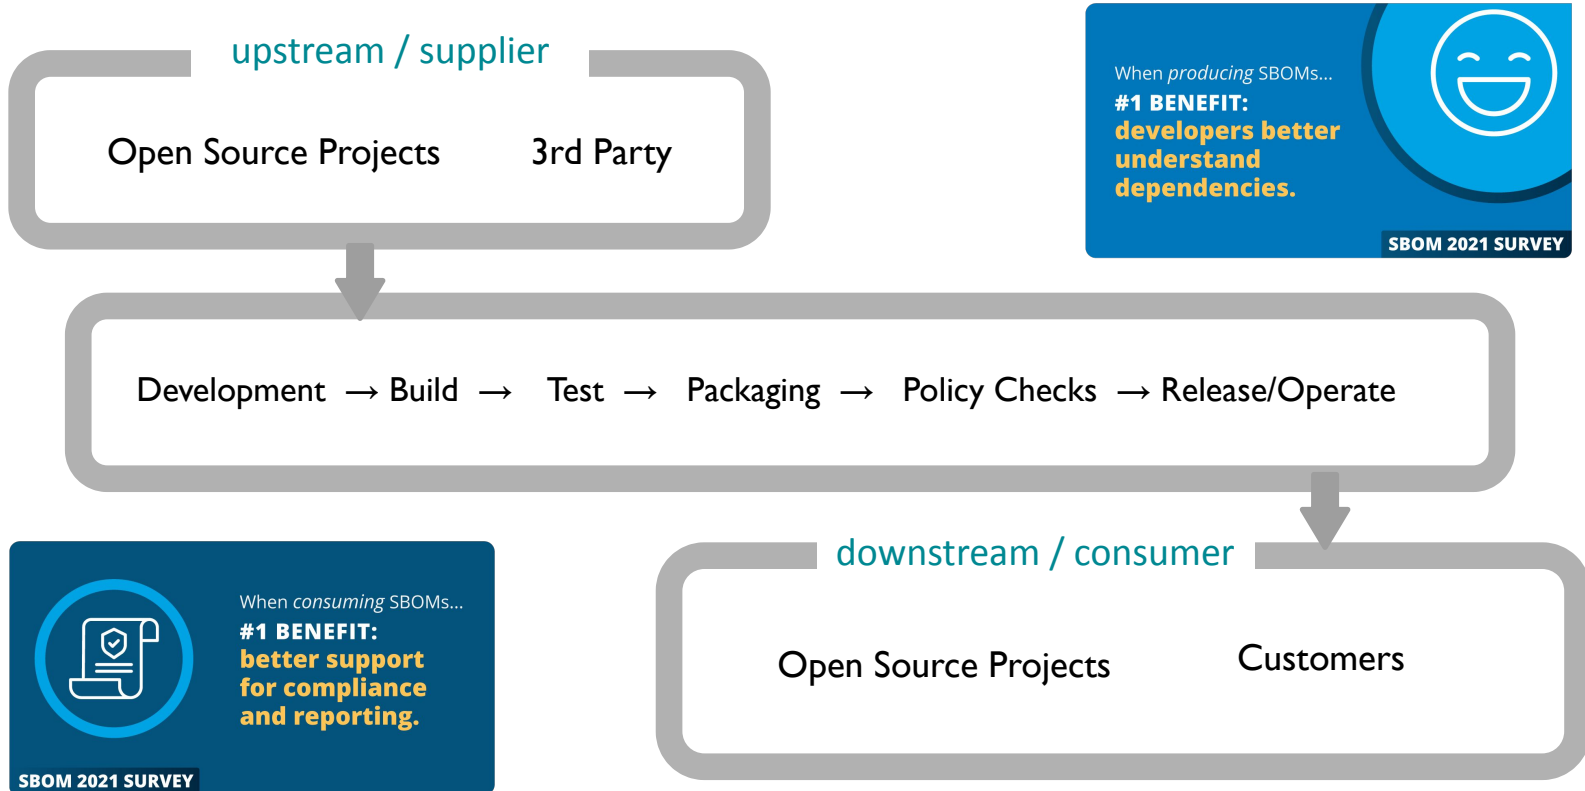 upstream / supplier
Open Source Projects 3rd Party
When producing SBOMs...
#1 BENEFIT:
developers better
understand
dependencies.
SBOM 2021 SURVEY
Development → Build → Test → Packaging → Policy Checks → Release/Operate
When consuming SBOMs...
#1 BENEFIT:
better support
for compliance
and reporting.
SBOM 2021 SURVEY
downstream / consumer
Open Source Projects Customers